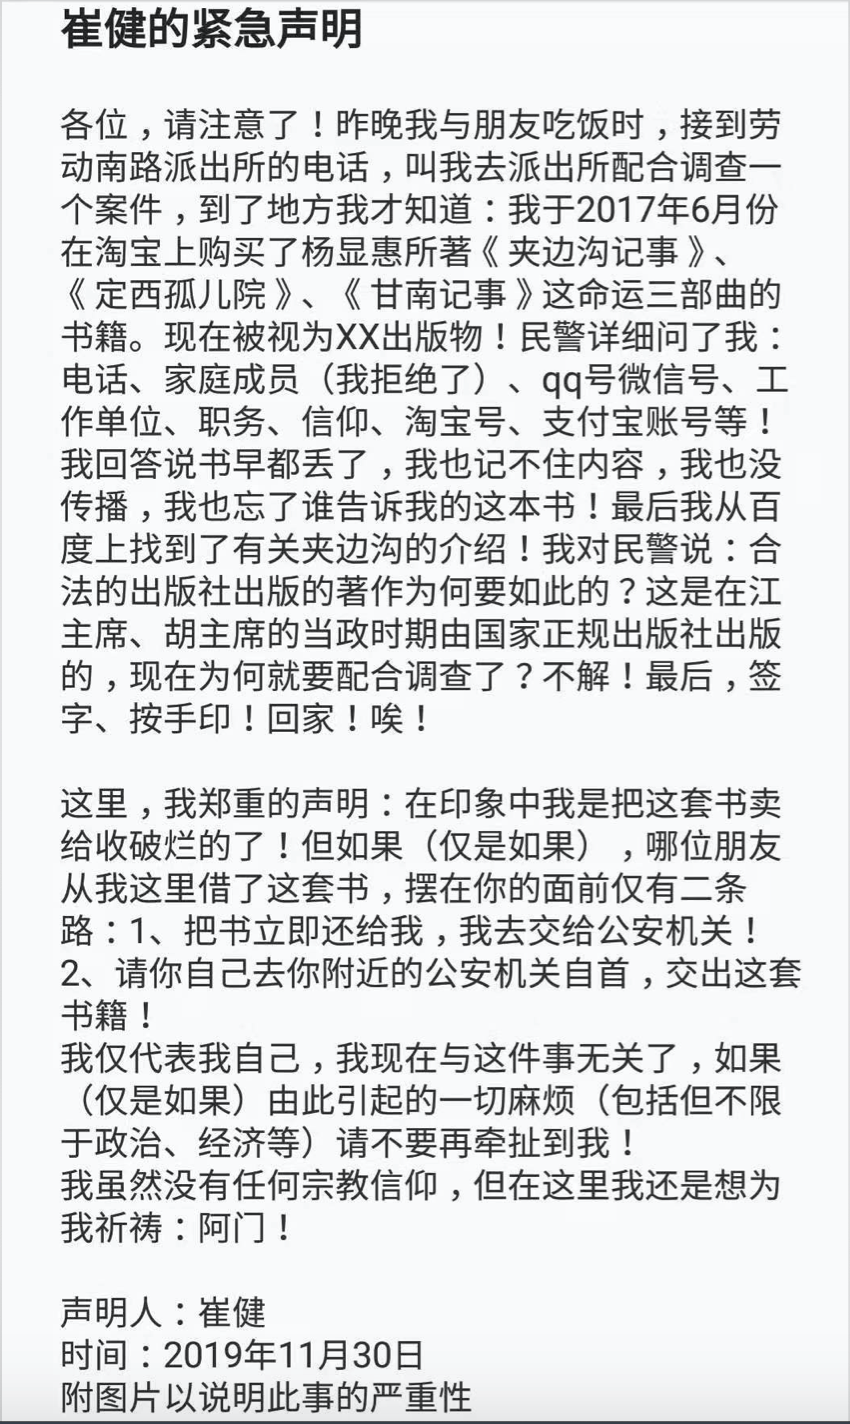 崔健的紧急声明
各位，请注意了！昨晚我与朋友吃饭时，接到劳
动南路派出所的电话，叫我去派出所配合调查一
个案件，到了地方我才知道：我于2017年6月份
在淘宝上购买了杨显惠所著《夹边沟记事》、
《定西孤儿院》、《甘南记事》这命运三部曲的
书籍。现在被视为XX出版物！民警详细问了我：
电话、家庭成员（我拒绝了）、qq号微信号、工
作单位、职务、信仰、淘宝号、支付宝账号等！
我回答说书早都丢了，我也记不住内容，我也没
传播，我也忘了谁告诉我的这本书！最后我从百
度上找到了有关夹边沟的介绍！我对民警说：合
法的出版社出版的著作为何要如此的？这是在江
主席、胡主席的当政时期由国家正规出版社出版
的，现在为何就要配合调查了？不解！最后，签
字、按手印！回家！唉！
这里，我郑重的声明：在印象中我是把这套书卖
给收破烂的了！但如果（仅是如果），哪位朋友
从我这里借了这套书，摆在你的面前仅有二条
路：1、把书立即还给我，我去交给公安机关！
2、请你自己去你附近的公安机关自首，交出这套
书籍！
我仅代表我自己，我现在与这件事无关了，如果
（仅是如果）由此引起的一切麻烦（包括但不限
于政治、经济等）请不要再牵扯到我！
我虽然没有任何宗教信仰，但在这里我还是想为
我祈祷：阿门！
声明人：崔健
时间：2019年11月30日
附图片以说明此事的严重性